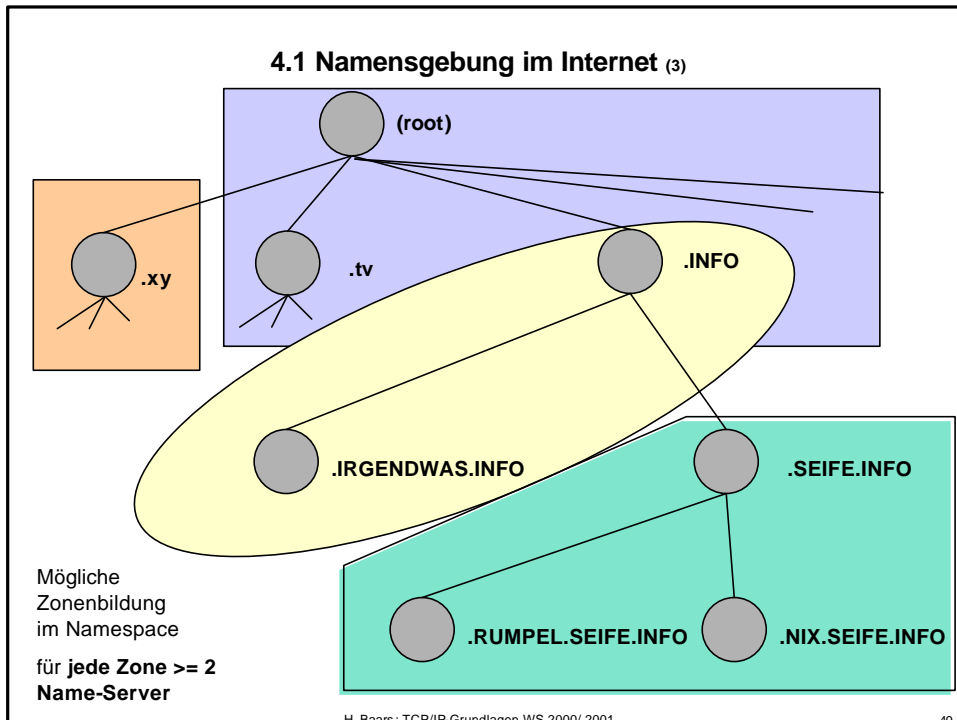 4.1 Namensgebung im Internet (3)
(root)
.xy
.tv
.INFO
.IRGENDWAS.INFO
.SEIFE.INFO
.RUMPEL.SEIFE.INFO
.NIX.SEIFE.INFO
Mögliche
Zonenbildung
im Namespace
für jede Zone >= 2
Name-Server
H. Baars: TCP/IP Grundlagen WS 2000/ 2001